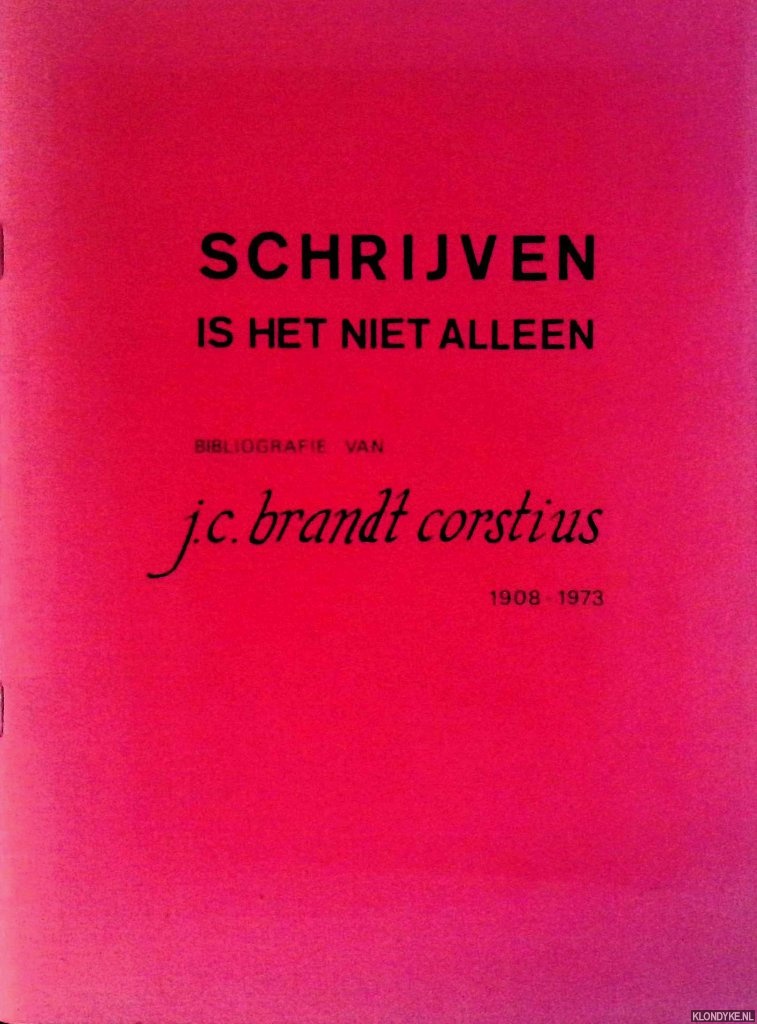 SCHRIJVEN
IS HET NIET ALLEEN
BIBLIOGRAFIE VAN
j.c. brandt corstius
1908 - 1973
KLONDYKE.NL